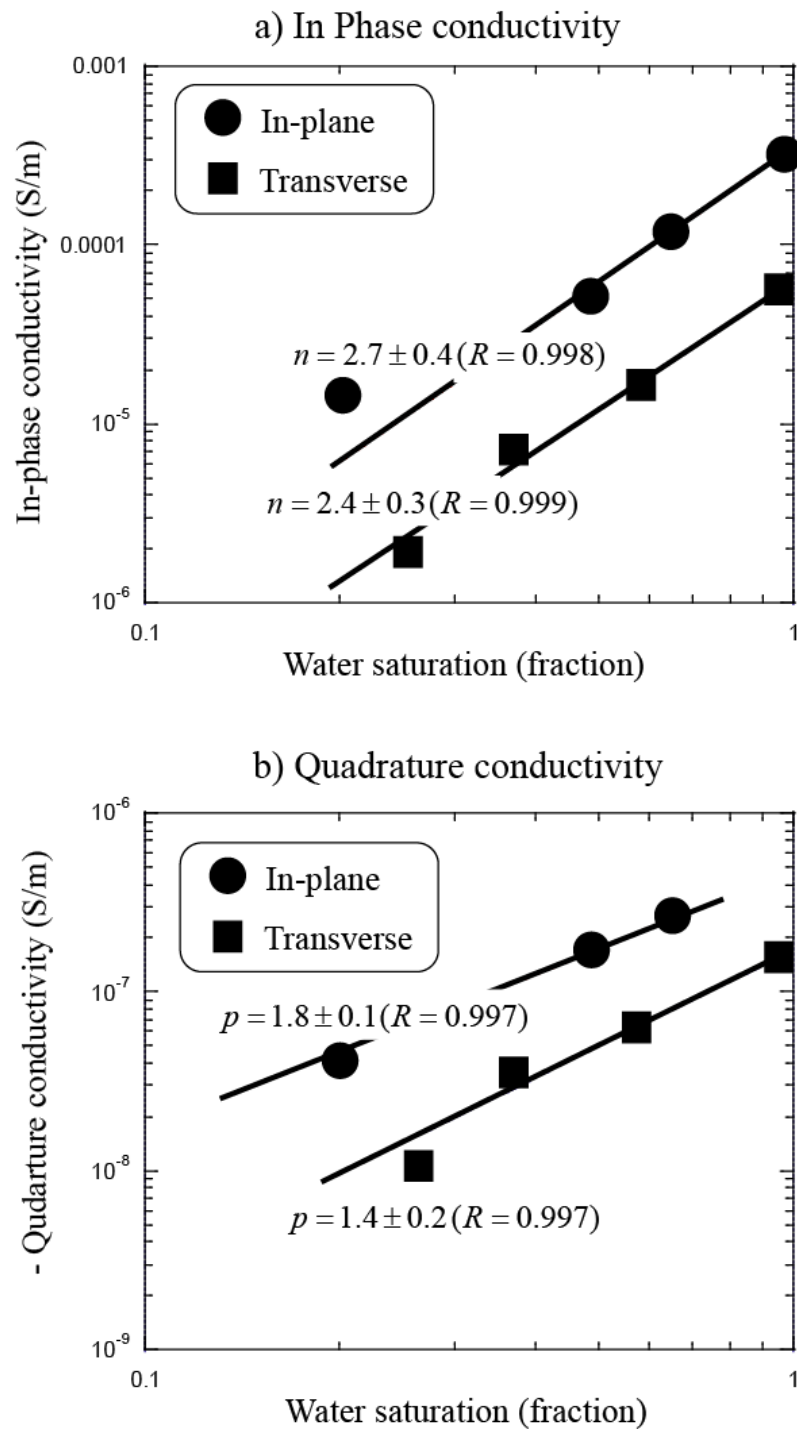 a) In Phase conductivity
0.001
In-plane
Transverse
0.0001
In-phase conductivity (S/m)
n = 2.7 ± 0.4 (R = 0.998)
10-5
n = 2.4 ± 0.3 (R = 0.999)
10-6
0.1
1
Water saturation (fraction)
b) Quadrature conductivity
10-6
In-plane
Transverse
- Qudarture conductivity (S/m)
10-7
p = 1.8 ± 0.1 (R = 0.997)
10-8
p = 1.4 ± 0.2 (R = 0.997)
10-9
0.1
1
Water saturation (fraction)